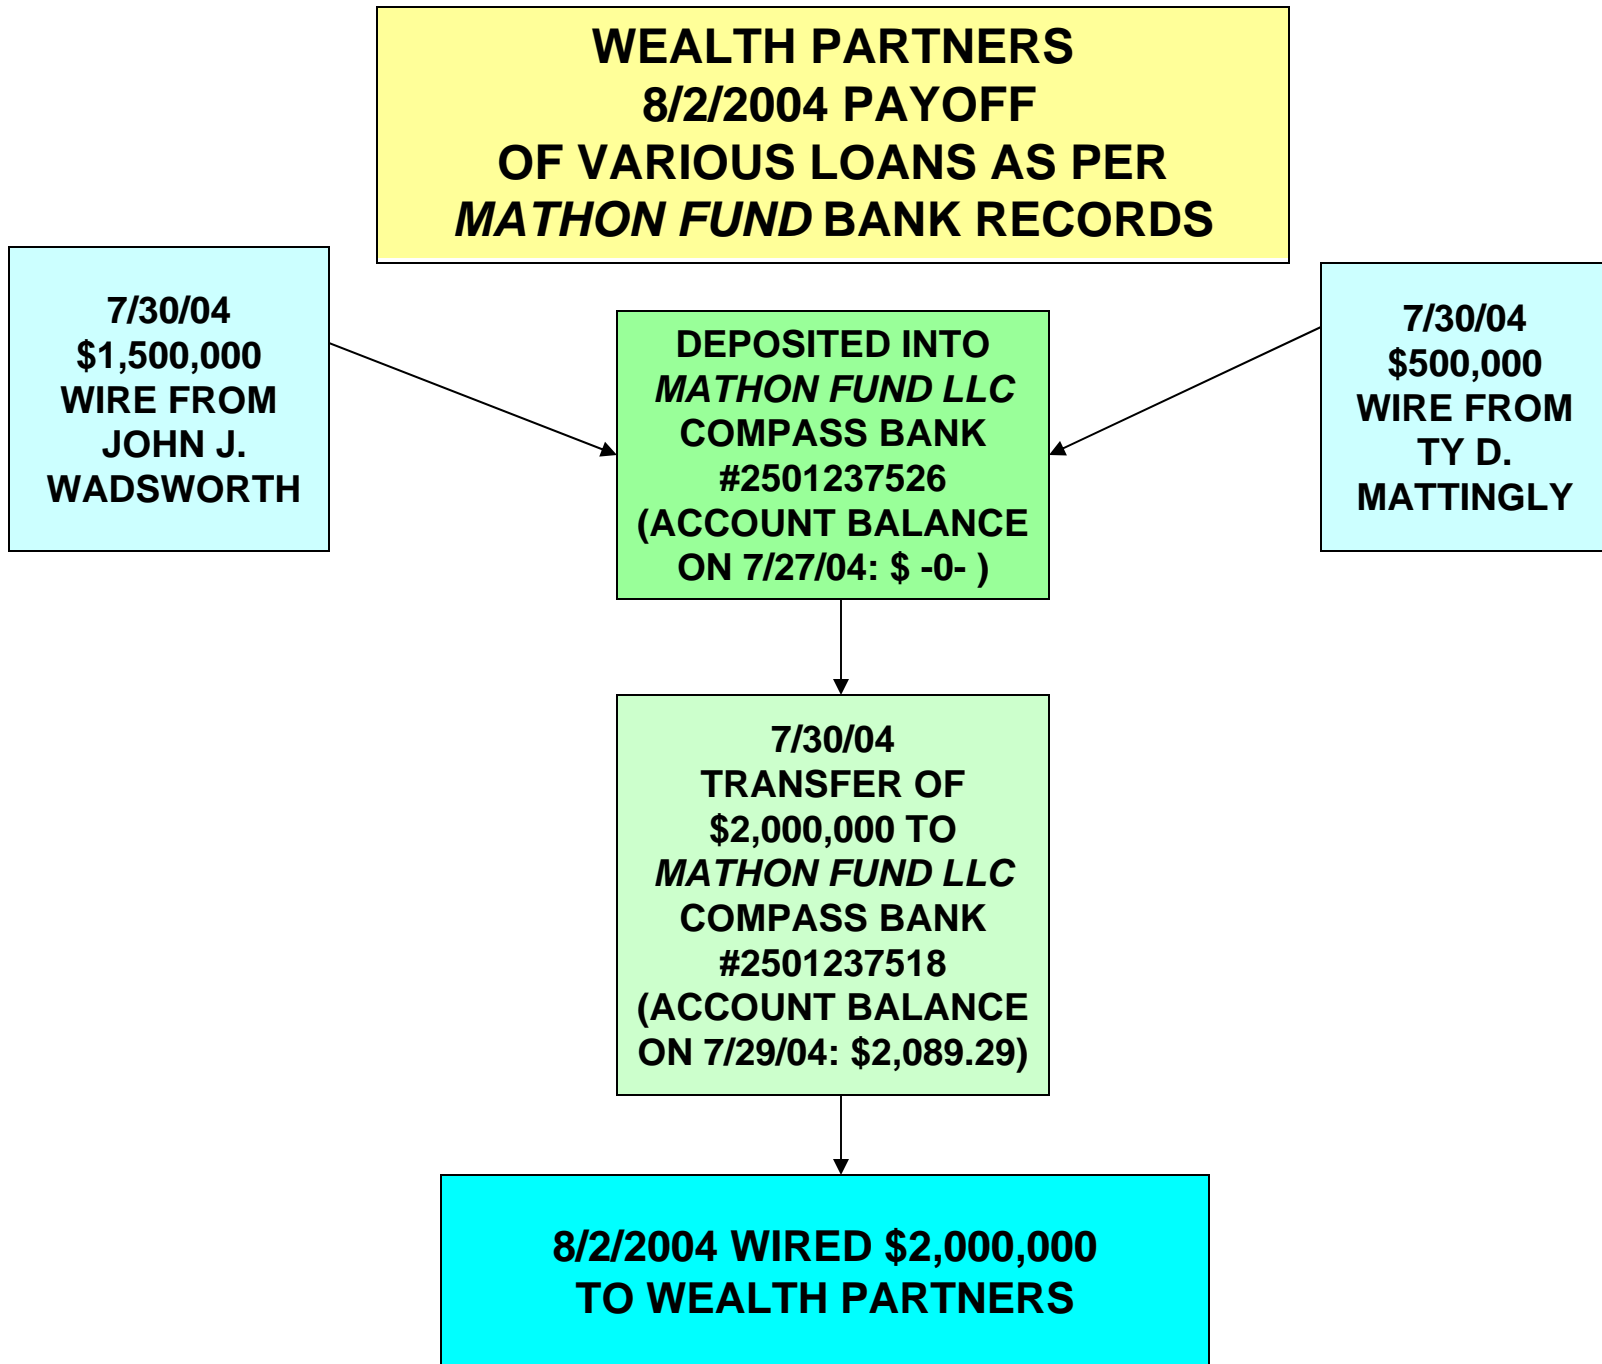 WEALTH PARTNERS
8/2/2004 PAYOFF
OF VARIOUS LOANS AS PER
MATHON FUND BANK RECORDS
7/30/04
$1,500,000
WIRE FROM
JOHN J.
WADSWORTH
DEPOSITED INTO
MATHON FUND LLC
COMPASS BANK
#2501237526
(ACCOUNT BALANCE
ON 7/27/04: $ -0- )
7/30/04
$500,000
WIRE FROM
TY D.
MATTINGLY
7/30/04
TRANSFER OF
$2,000,000 TO
MATHON FUND LLC
COMPASS BANK
#2501237518
(ACCOUNT BALANCE
ON 7/29/04: $2,089.29)
8/2/2004 WIRED $2,000,000
TO WEALTH PARTNERS